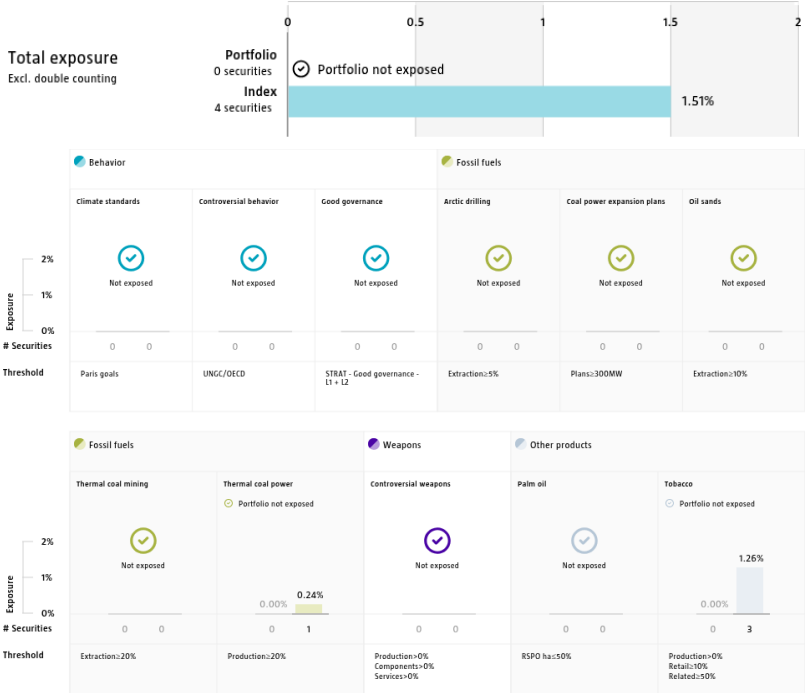 0 0.5 1 1.5 2
Total exposure
Excl. double counting
Portfolio
0 securities
Portfolio not exposed
Index
4 securities
1.51%
Behavior
Fossil fuels
Climate standards
Controversial behavior
Good governance
Arctic drilling
Coal power expansion plans
Oil sands
Exposure
2%
1%
0%
Not exposed
Not exposed
Not exposed
Not exposed
Not exposed
Not exposed
# Securities
0 0
0 0
0 0
0 0
0 0
0 0
Threshold
Paris goals
UNGC/OECD
STRAT - Good governance -
L1 + L2
Extraction≥5%
Plans≥300MW
Extraction≥10%
Fossil fuels
Weapons
Other products
Thermal coal mining
Thermal coal power
Controversial weapons
Palm oil
Tobacco
Portfolio not exposed
Portfolio not exposed
Exposure
2%
1%
0%
Not exposed
0.00%
0.24%
Not exposed
Not exposed
0.00%
1.26%
# Securities
0 0
0 1
0 0
0 0
0 3
Threshold
Extraction≥20%
Production≥20%
Production>0%
Components>0%
Services>0%
RSPO ha≤50%
Production>0%
Retail≥10%
Related≥50%